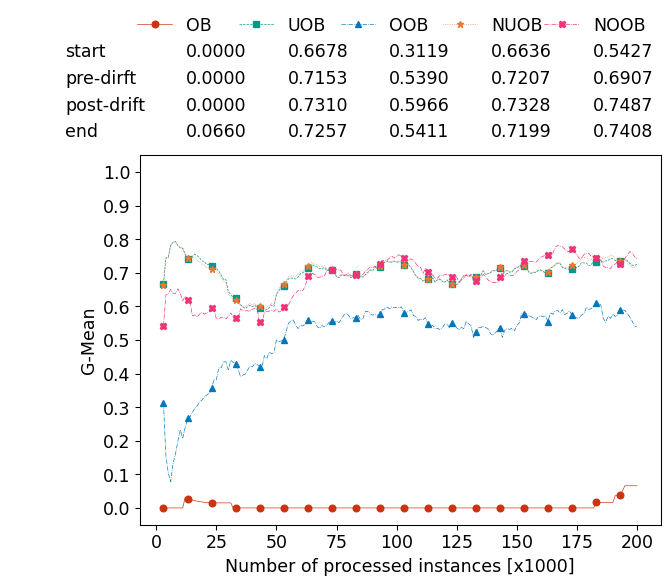 OB UOB OOB NUOB NOOB
start 0.0000 0.6678 0.3119 0.6636 0.5427
pre-dirft 0.0000 0.7153 0.5390 0.7207 0.6907
post-drift 0.0000 0.7310 0.5966 0.7328 0.7487
end 0.0660 0.7257 0.5411 0.7199 0.7408
1.0
0.9
0.8
0.7
0.6
0.5
0.4
0.3
0.2
0.1
0.0
G-Mean
0 25 50 75 100 125 150 175 200
Number of processed instances [x1000]